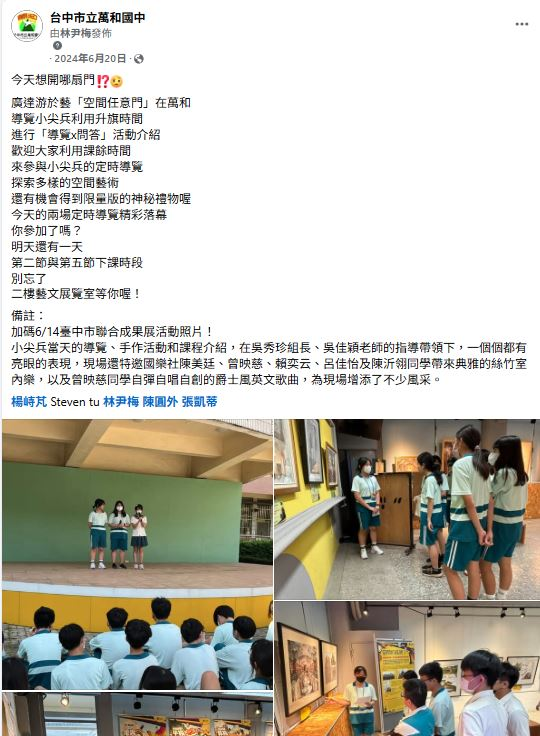 台中市立萬和國中
由林尹梅發佈
· 2024年6月20日 ·
今天想開哪扇門⁉️🤨
廣達游於藝「空間任意門」在萬和
導覽小尖兵利用升旗時間
進行「導覽x問答」活動介紹
歡迎大家利用課餘時間
來參與小尖兵的定時導覽
探索多樣的空間藝術
還有機會得到限量版的神秘禮物喔
今天的兩場定時導覽精彩落幕
你參加了嗎？
明天還有一天
第二節與第五節下課時段
別忘了
二樓藝文展覽室等你喔！
備註：
加碼6/14臺中市聯合成果展活動照片！
小尖兵當天的導覽、手作活動和課程介紹，在吳秀珍組長、吳佳穎老師的指導帶領下，一個個都有
亮眼的表現，現場還特邀國樂社陳美廷、曾映慈、賴奕云、呂佳怡及陳沂翎同學帶來典雅的絲竹室
內樂，以及曾映慈同學自彈自唱自創的爵士風英文歌曲，為現場增添了不少風采。
楊峙芃 Steven tu 林尹梅 陳圓外 張凱蒂